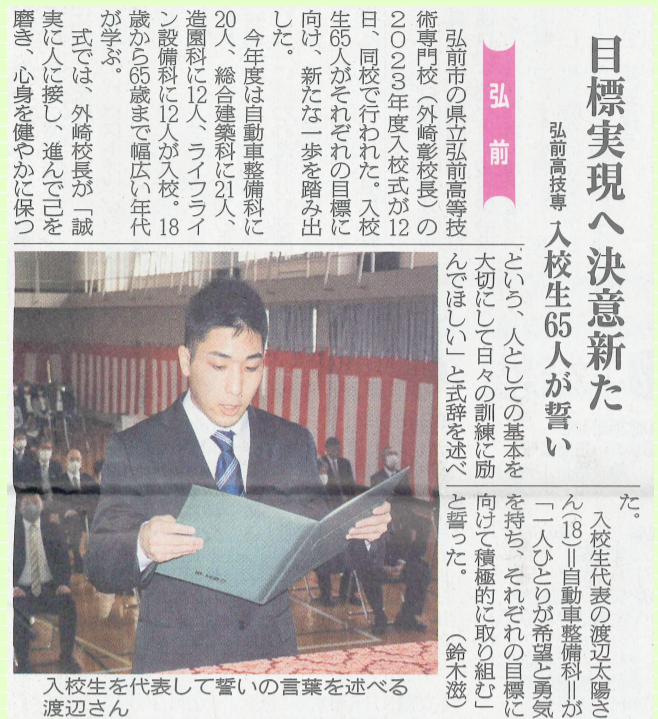 目標実現へ決意新た
弘前高技専 入校生65人が誓い
弘前
弘前市の県立弘前高等技
術専門校（外崎彰校長）の
２０２３年度入校式が12
日、同校で行われた。入校
生65人がそれぞれの目標に
向け、新たな一歩を踏み出
した。
今年度は自動車整備科に
20人、総合建築科に21人、
造園科に12人、ライフライ
ン設備科に12人が入校。18
歳から65歳まで幅広い年代
が学ぶ。
式では、外崎校長が「誠
実に人に接し、進んで己を
磨き、心身を健やかに保つ
という、人としての基本を
大切にして日々の訓練に励
んでほしい」と式辞を述べ
た。
入校生代表の渡辺太陽さ
ん(18)＝自動車整備科＝が
「一人ひとりが希望と勇気
を持ち、それぞれの目標に
向けて積極的に取り組む」
と誓った。（鈴木滋）
入校生を代表して誓いの言葉を述べる
渡辺さん